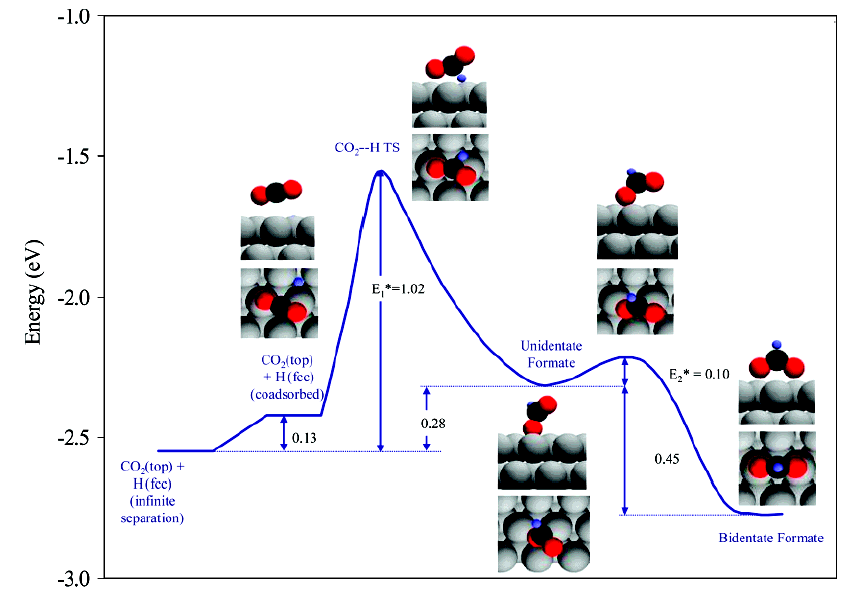 -1.0
-1.5
-2.0
-2.5
-3.0
Energy (eV)
CO₂--H TS
E₁*=1.02
CO₂(top)
+ H(fcc)
(coadsorbed)
0.13
CO₂(top) +
H(fcc)
(infinite
separation)
0.28
Unidentate
Formate
E₂* = 0.10
0.45
Bidentate Formate